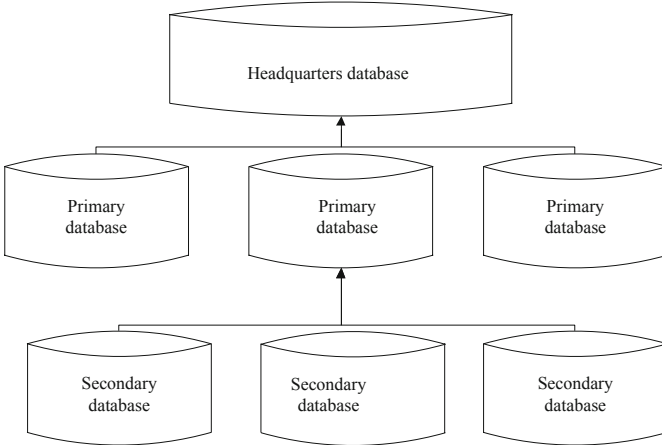 Headquarters database
Primary
database
Primary
database
Primary
database
Secondary
database
Secondary
database
Secondary
database